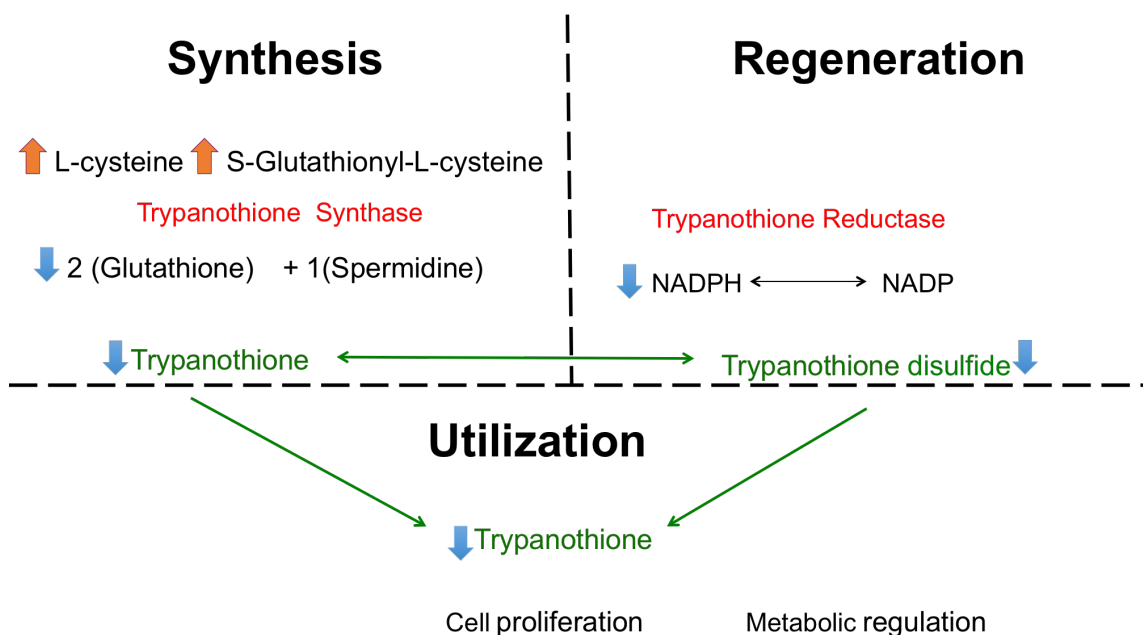 Synthesis
Regeneration
L-cysteine S-Glutathionyl-L-cysteine
Trypanothione Synthase
Trypanothione Reductase
2 (Glutathione) + 1(Spermidine)
NADPH NADP
Trypanothione
Trypanothione disulfide
Utilization
Trypanothione
Cell proliferation Metabolic regulation